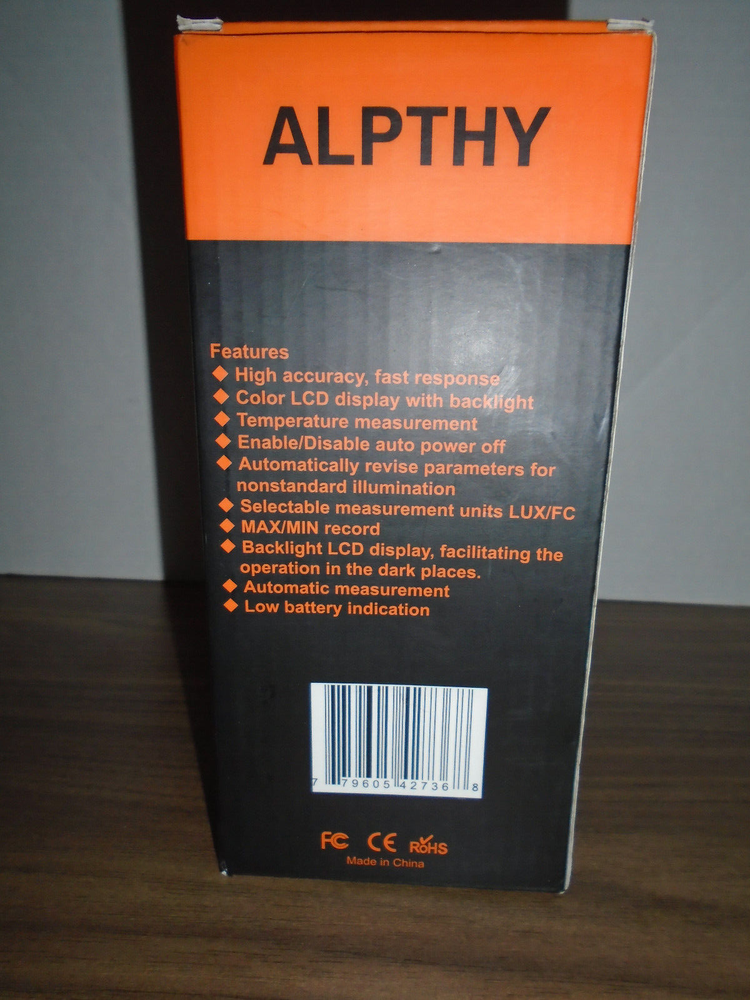 ALPTHY
Features
◆ High accuracy, fast response
◆ Color LCD display with backlight
◆ Temperature measurement
◆ Enable/Disable auto power off
◆ Automatically revise parameters for
nonstandard illumination
◆ Selectable measurement units LUX/FC
◆ MAX/MIN record
◆ Backlight LCD display, facilitating the
operation in the dark places.
◆ Automatic measurement
◆ Low battery indication
7 79605 42736 8
FC CE RoHS
Made in China